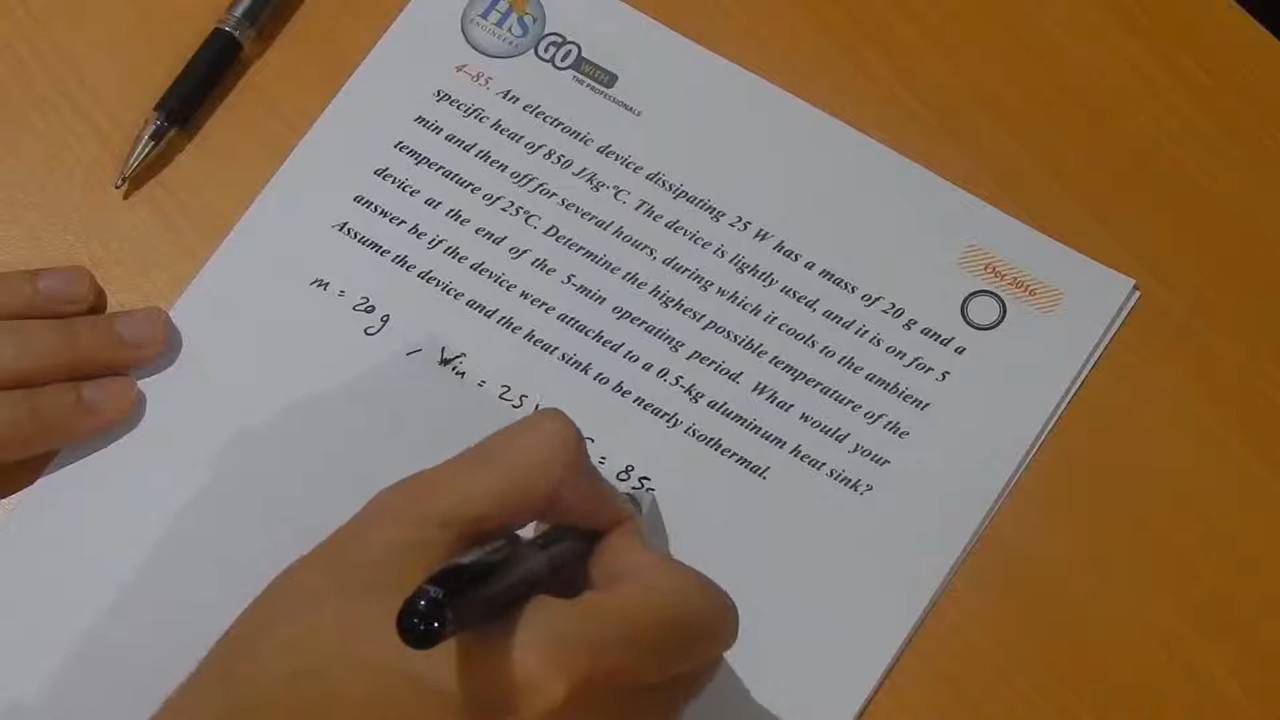 HS
ENGINEERS
GO
WITH
THE PROFESSIONALS
4–85. An electronic device dissipating 25 W has a mass of 20 g and a
specific heat of 850 J/kg·°C. The device is lightly used, and it is on for 5
min and then off for several hours, during which it cools to the ambient
temperature of 25°C. Determine the highest possible temperature of the
device at the end of the 5-min operating period. What would your
answer be if the device were attached to a 0.5-kg aluminum heat sink?
Assume the device and the heat sink to be nearly isothermal.
Oct 2016
m = 20g , Win = 25 = 850